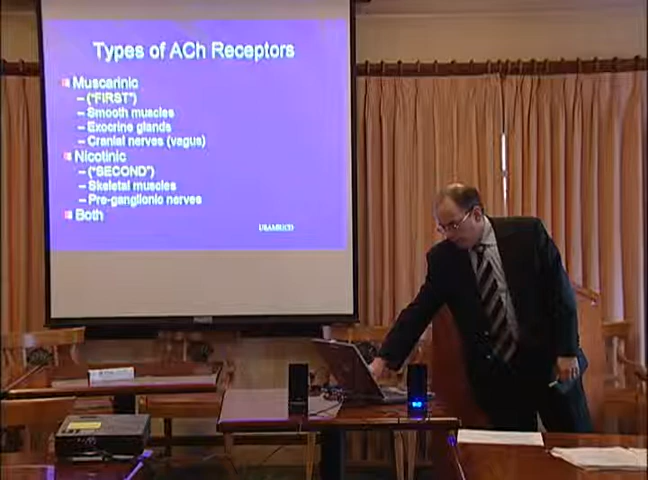 Types of ACh Receptors
Muscarinic
– ("FIRST")
– Smooth muscles
– Exocrine glands
– Cranial nerves (vagus)
Nicotinic
– ("SECOND")
– Skeletal muscles
– Pre-ganglionic nerves
Both
USAMRICD